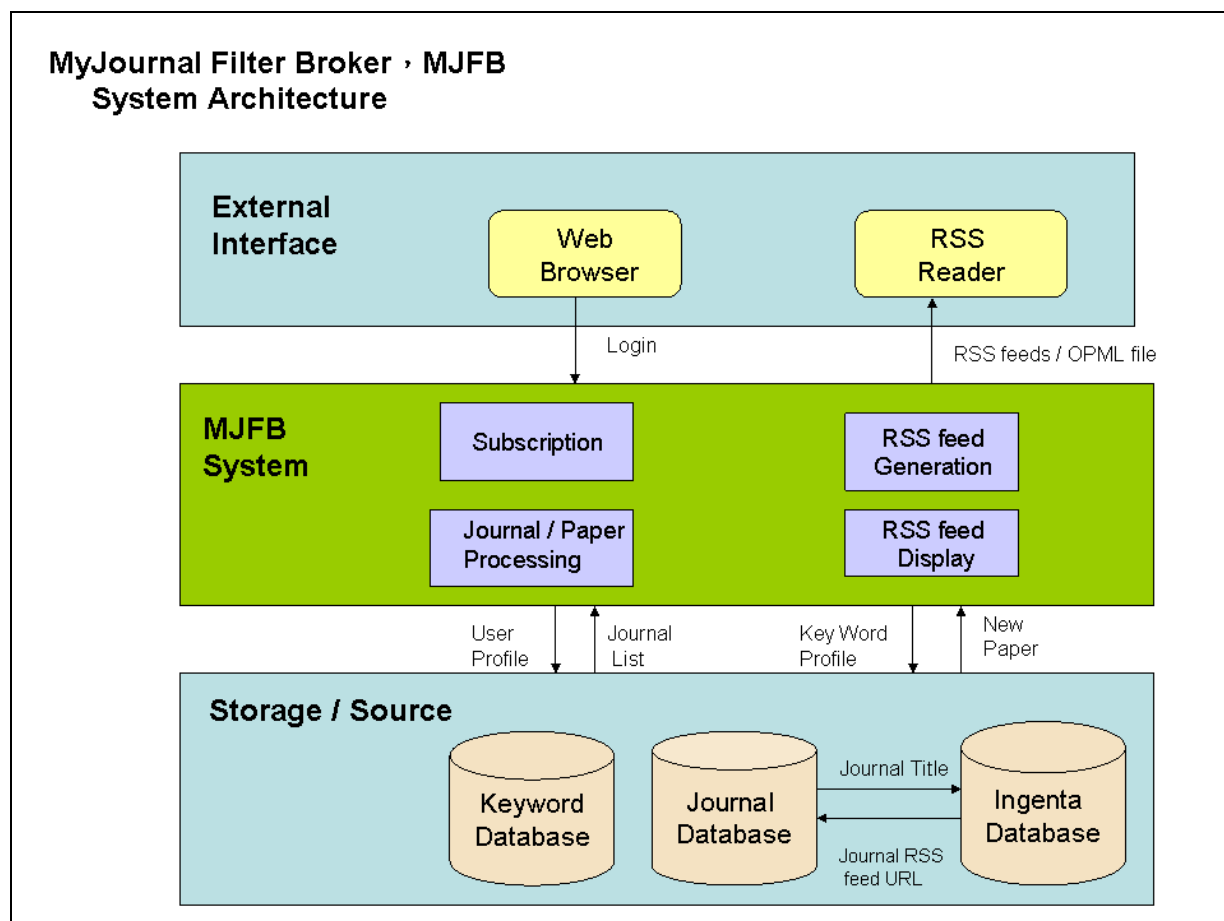 MyJournal Filter Broker，MJFB
System Architecture
External
Interface
Web
Browser
RSS
Reader
Login
RSS feeds / OPML file
MJFB
System
Subscription
RSS feed
Generation
Journal / Paper
Processing
RSS feed
Display
User
Profile
Journal
List
Key Word
Profile
New
Paper
Storage / Source
Keyword
Database
Journal
Database
Journal Title
Ingenta
Database
Journal RSS
feed URL